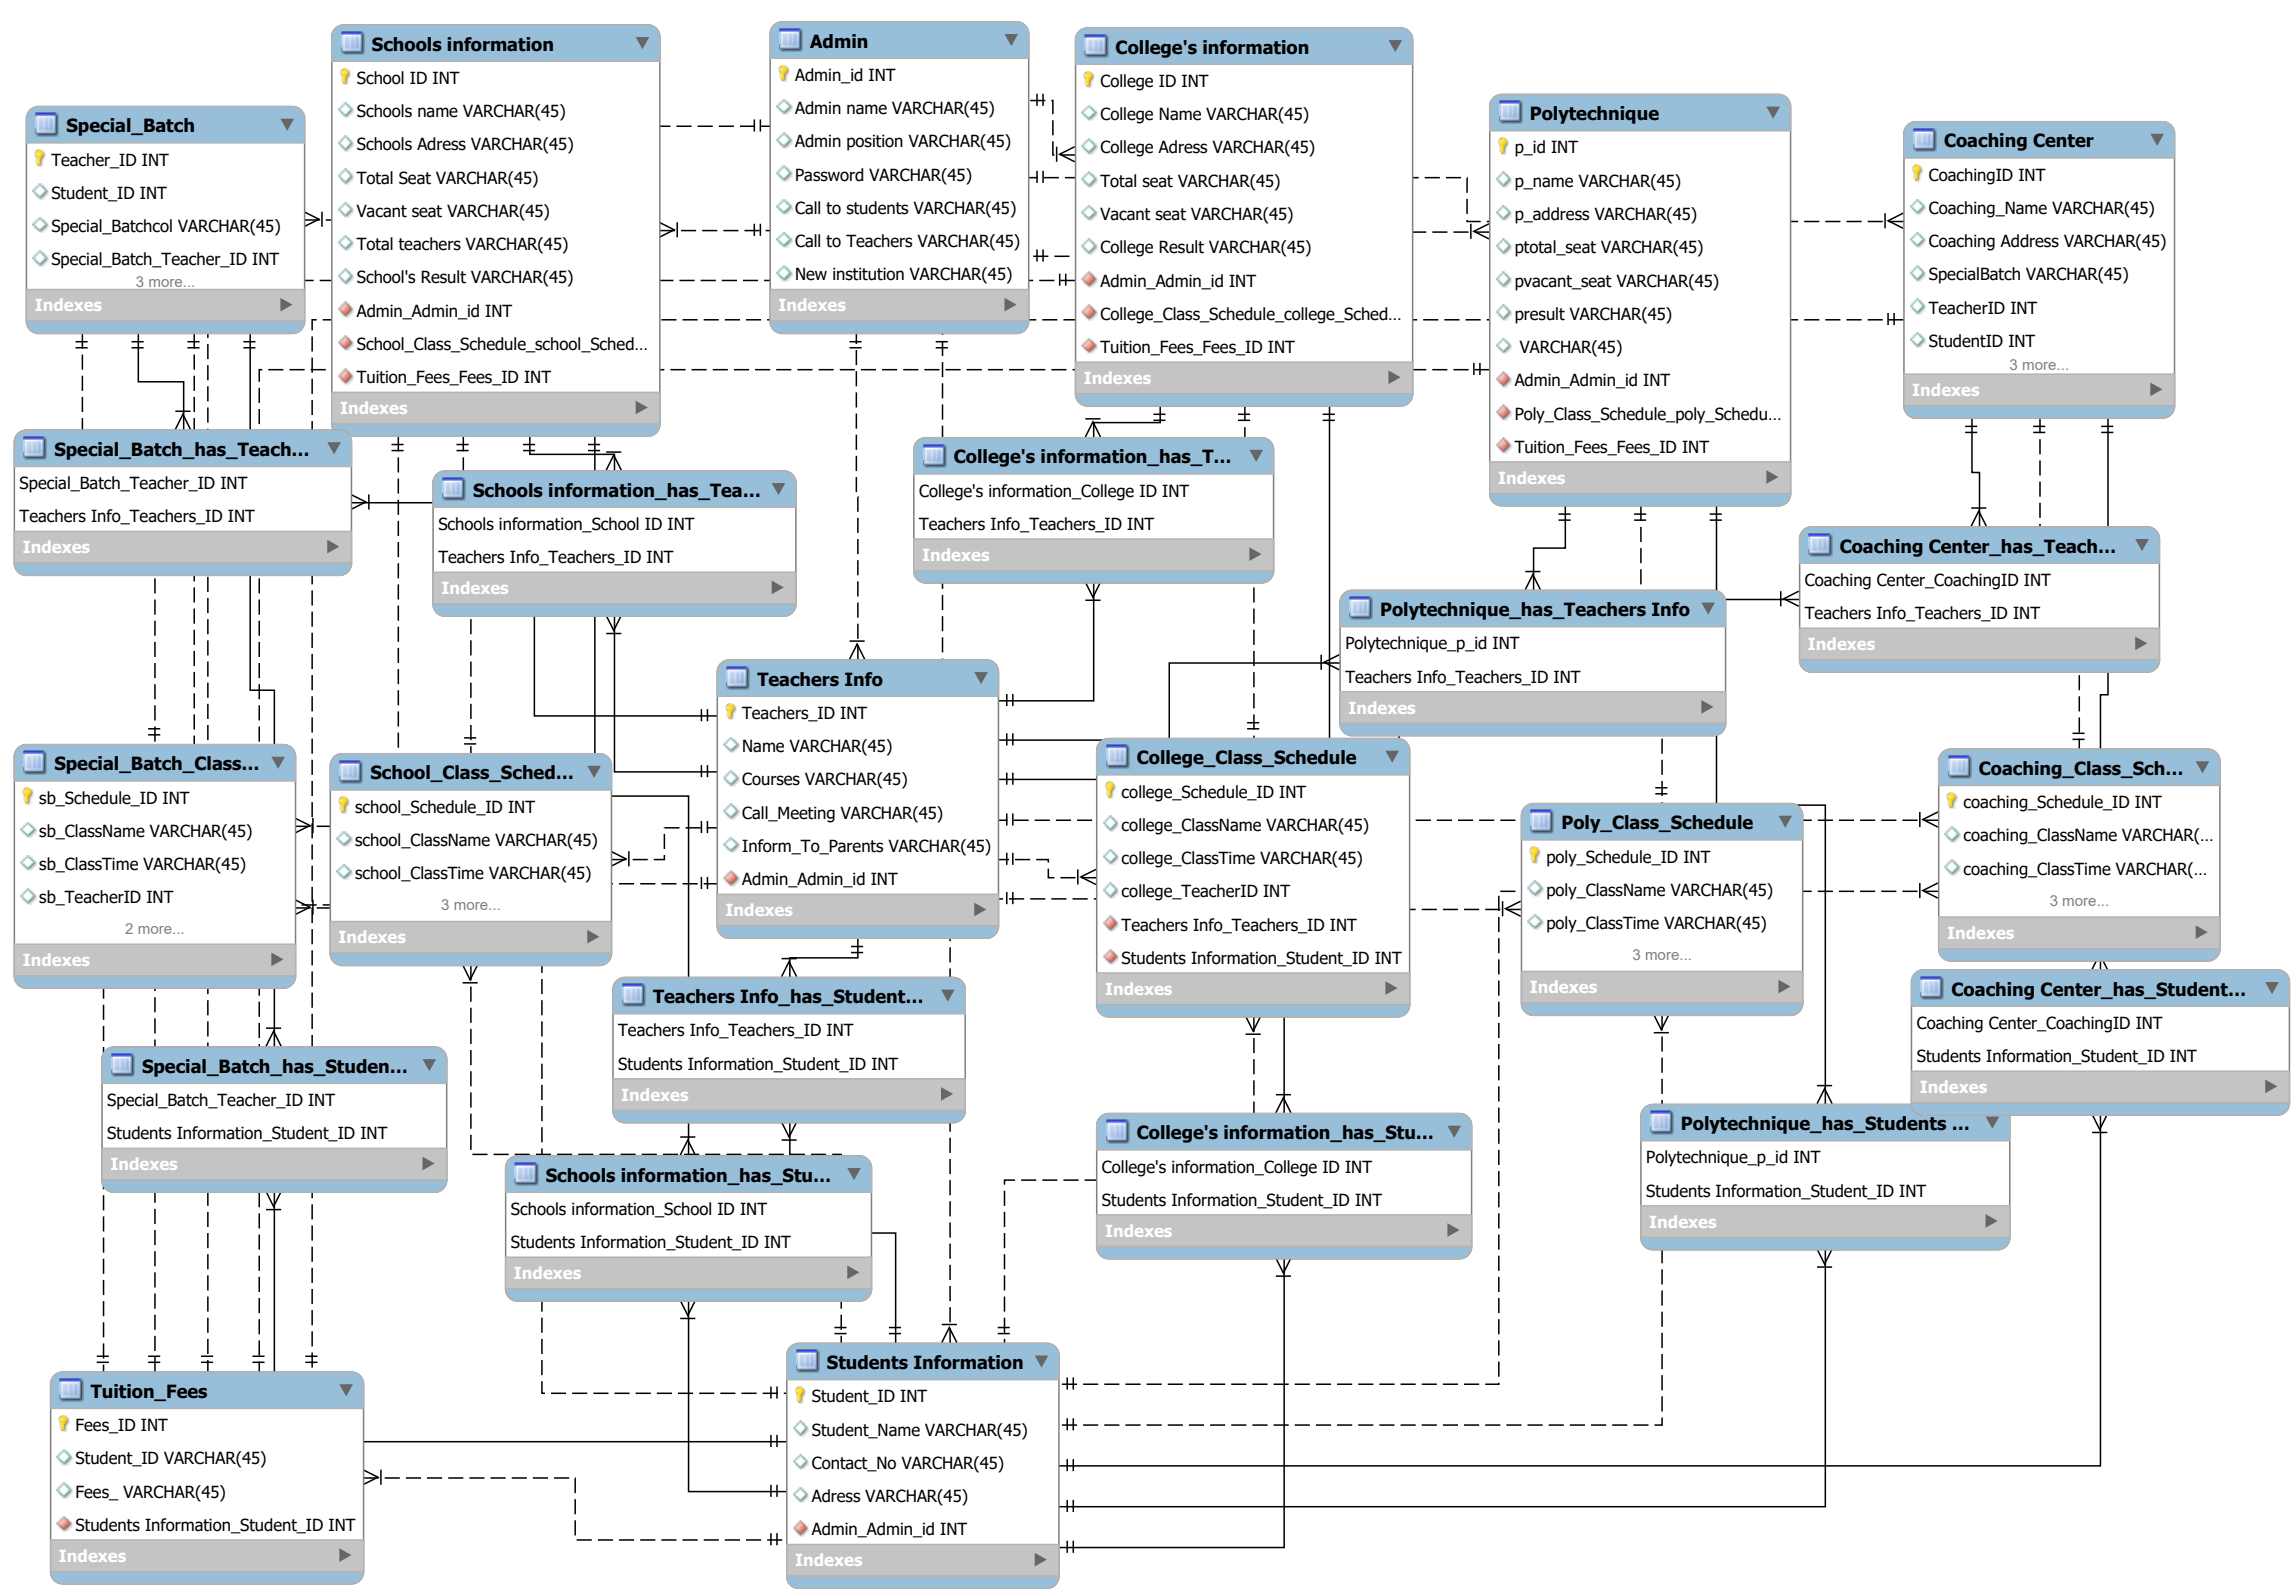 Schools information
School ID INT
Schools name VARCHAR(45)
Schools Adress VARCHAR(45)
Total Seat VARCHAR(45)
Vacant seat VARCHAR(45)
Total teachers VARCHAR(45)
School's Result VARCHAR(45)
Admin_Admin_id INT
School_Class_Schedule_school_Sched...
Tuition_Fees_Fees_ID INT
Indexes
Admin
Admin_id INT
Admin name VARCHAR(45)
Admin position VARCHAR(45)
Password VARCHAR(45)
Call to students VARCHAR(45)
Call to Teachers VARCHAR(45)
New institution VARCHAR(45)
Indexes
College's information
College ID INT
College Name VARCHAR(45)
College Adress VARCHAR(45)
Total seat VARCHAR(45)
Vacant seat VARCHAR(45)
College Result VARCHAR(45)
Admin_Admin_id INT
College_Class_Schedule_college_Sched...
Tuition_Fees_Fees_ID INT
Indexes
Polytechnique
p_id INT
p_name VARCHAR(45)
p_address VARCHAR(45)
ptotal_seat VARCHAR(45)
pvacant_seat VARCHAR(45)
presult VARCHAR(45)
VARCHAR(45)
Admin_Admin_id INT
Poly_Class_Schedule_poly_Schedu...
Tuition_Fees_Fees_ID INT
Indexes
Coaching Center
CoachingID INT
Coaching_Name VARCHAR(45)
Coaching Address VARCHAR(45)
SpecialBatch VARCHAR(45)
TeacherID INT
StudentID INT
3 more...
Indexes
Special_Batch
Teacher_ID INT
Student_ID INT
Special_Batchcol VARCHAR(45)
Special_Batch_Teacher_ID INT
3 more...
Indexes
Special_Batch_has_Teach...
Special_Batch_Teacher_ID INT
Teachers Info_Teachers_ID INT
Indexes
Schools information_has_Tea...
Schools information_School ID INT
Teachers Info_Teachers_ID INT
Indexes
College's information_has_T...
College's information_College ID INT
Teachers Info_Teachers_ID INT
Indexes
Polytechnique_has_Teachers Info
Polytechnique_p_id INT
Teachers Info_Teachers_ID INT
Indexes
Coaching Center_has_Teach...
Coaching Center_CoachingID INT
Teachers Info_Teachers_ID INT
Indexes
Special_Batch_Class...
sb_Schedule_ID INT
sb_ClassName VARCHAR(45)
sb_ClassTime VARCHAR(45)
sb_TeacherID INT
2 more...
Indexes
School_Class_Sched...
school_Schedule_ID INT
school_ClassName VARCHAR(45)
school_ClassTime VARCHAR(45)
3 more...
Indexes
Teachers Info
Teachers_ID INT
Name VARCHAR(45)
Courses VARCHAR(45)
Call_Meeting VARCHAR(45)
Inform_To_Parents VARCHAR(45)
Admin_Admin_id INT
Indexes
College_Class_Schedule
college_Schedule_ID INT
college_ClassName VARCHAR(45)
college_ClassTime VARCHAR(45)
college_TeacherID INT
Teachers Info_Teachers_ID INT
Students Information_Student_ID INT
Indexes
Poly_Class_Schedule
poly_Schedule_ID INT
poly_ClassName VARCHAR(45)
poly_ClassTime VARCHAR(45)
3 more...
Indexes
Coaching_Class_Sch...
coaching_Schedule_ID INT
coaching_ClassName VARCHAR(...
coaching_ClassTime VARCHAR(...
3 more...
Indexes
Special_Batch_has_Studen...
Special_Batch_Teacher_ID INT
Students Information_Student_ID INT
Indexes
Teachers Info_has_Student...
Teachers Info_Teachers_ID INT
Students Information_Student_ID INT
Indexes
Schools information_has_Stu...
Schools information_School ID INT
Students Information_Student_ID INT
Indexes
College's information_has_Stu...
College's information_College ID INT
Students Information_Student_ID INT
Indexes
Polytechnique_has_Students ...
Polytechnique_p_id INT
Students Information_Student_ID INT
Indexes
Coaching Center_has_Student...
Coaching Center_CoachingID INT
Students Information_Student_ID INT
Indexes
Tuition_Fees
Fees_ID INT
Student_ID VARCHAR(45)
Fees_ VARCHAR(45)
Students Information_Student_ID INT
Indexes
Students Information
Student_ID INT
Student_Name VARCHAR(45)
Contact_No VARCHAR(45)
Adress VARCHAR(45)
Admin_Admin_id INT
Indexes